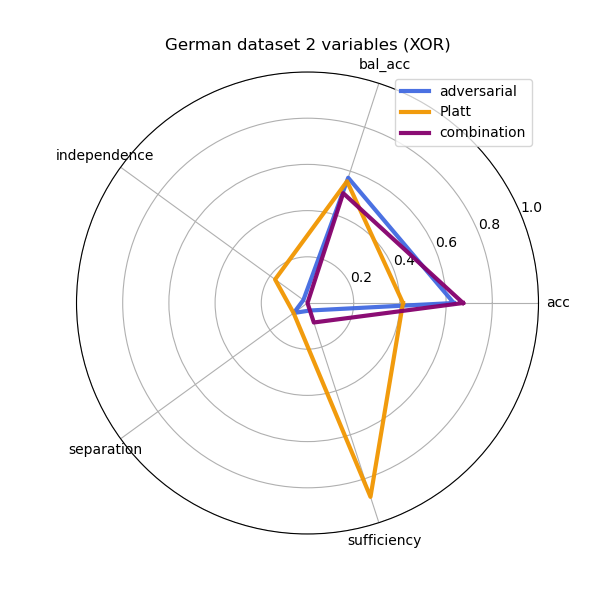 German dataset 2 variables (XOR)
bal_acc
adversarial
Platt
combination
independence
1.0
0.8
0.6
0.4
0.2
acc
separation
sufficiency